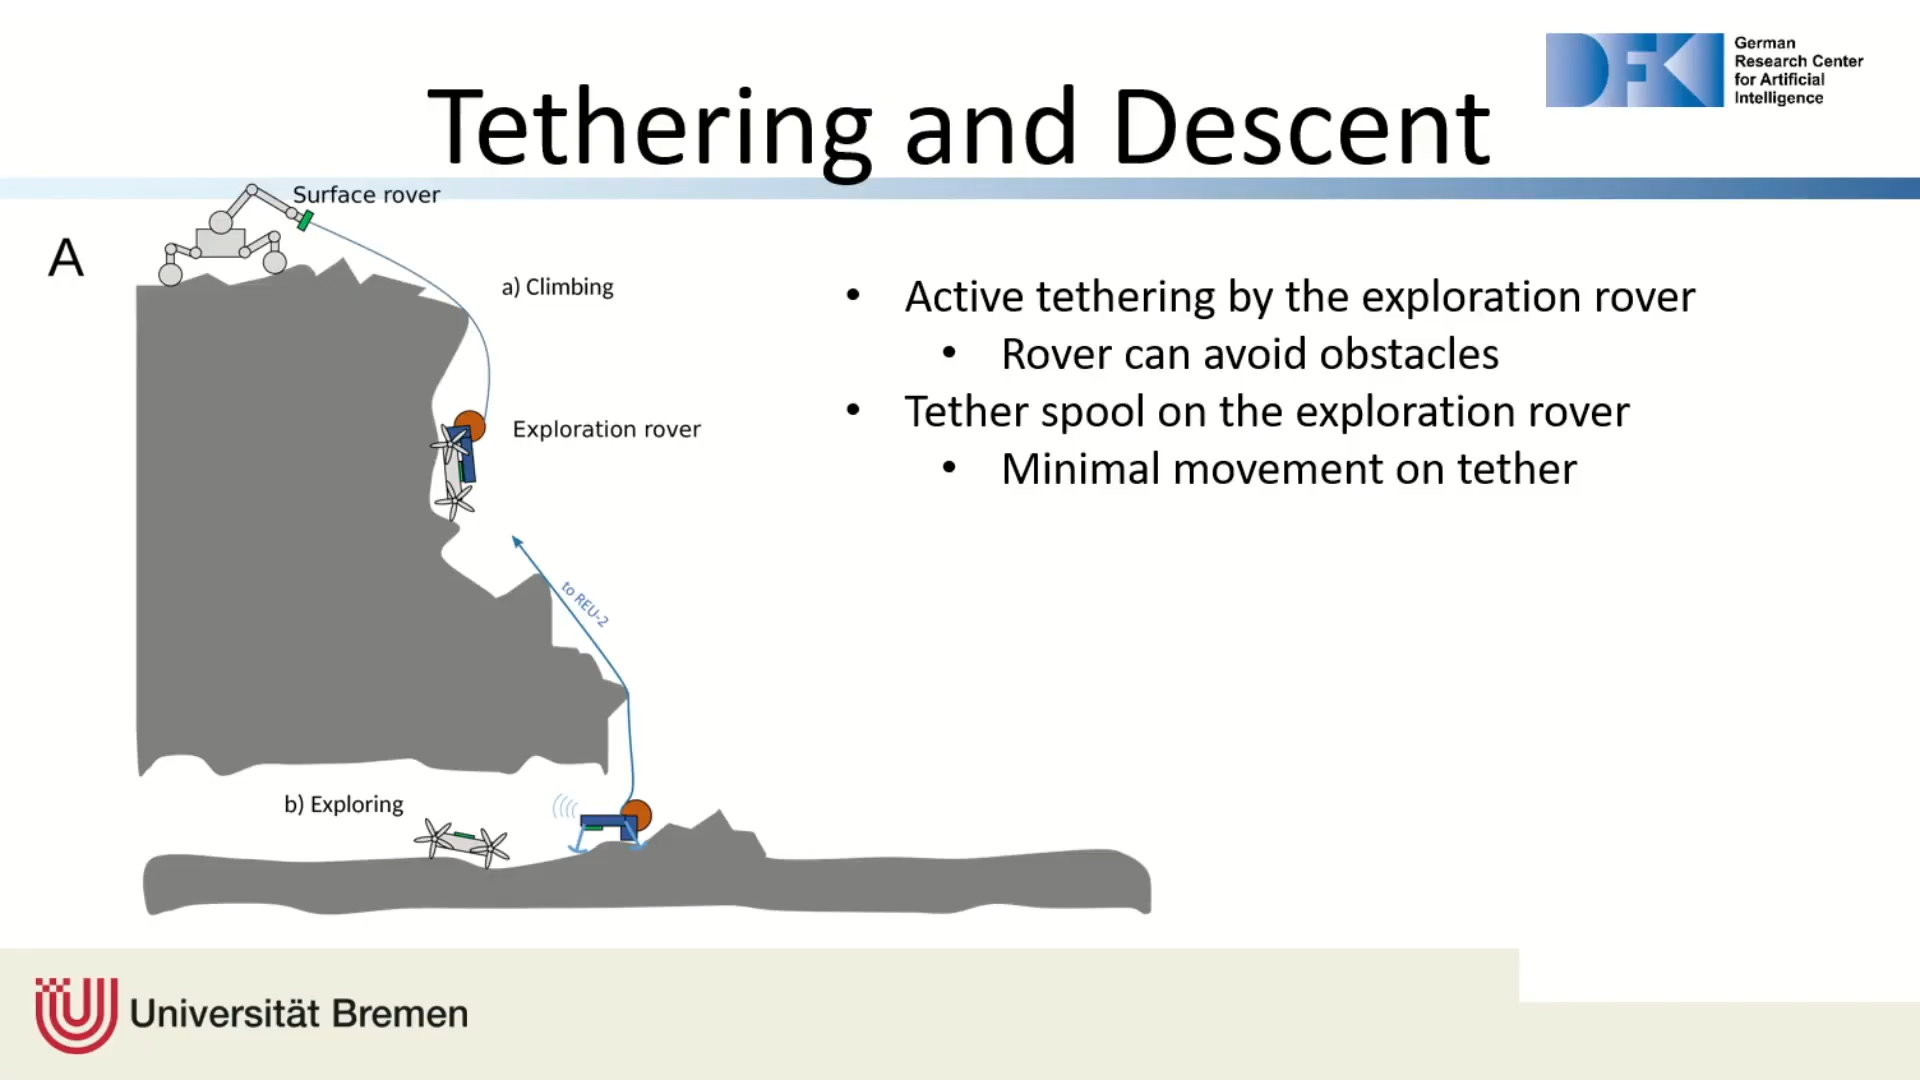 German
Research Center
for Artificial
Intelligence
DFKI
Tethering and Descent
Surface rover
A
a) Climbing
Exploration rover
to REU-2
b) Exploring
• Active tethering by the exploration rover
• Rover can avoid obstacles
• Tether spool on the exploration rover
• Minimal movement on tether
Universität Bremen